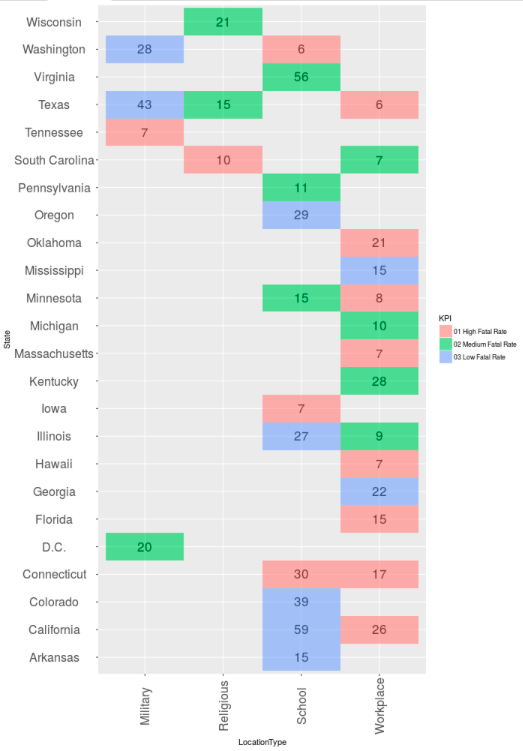 Wisconsin 21
Washington 28 6
Virginia 56
Texas 43 15 6
Tennessee 7
South Carolina 10 7
Pennsylvania 11
Oregon 29
Oklahoma 21
Mississippi 15
Minnesota 15 8
Michigan 10
Massachusetts 7
Kentucky 28
Iowa 7
Illinois 27 9
Hawaii 7
Georgia 22
Florida 15
D.C. 20
Connecticut 30 17
Colorado 39
California 59 26
Arkansas 15
State
Military
Religious
School
Workplace
LocationType
KPI
01 High Fatal Rate
02 Medium Fatal Rate
03 Low Fatal Rate